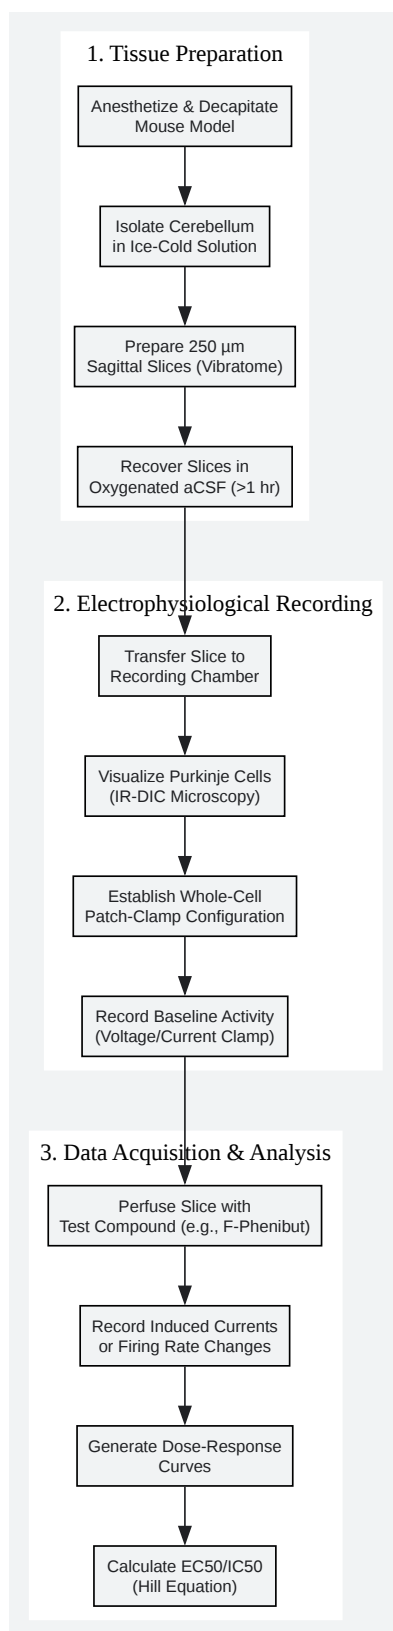 1. Tissue Preparation
Anesthetize & Decapitate
Mouse Model
Isolate Cerebellum
in Ice-Cold Solution
Prepare 250 µm
Sagittal Slices (Vibratome)
Recover Slices in
Oxygenated aCSF (>1 hr)
2. Electrophysiological Recording
Transfer Slice to
Recording Chamber
Visualize Purkinje Cells
(IR-DIC Microscopy)
Establish Whole-Cell
Patch-Clamp Configuration
Record Baseline Activity
(Voltage/Current Clamp)
3. Data Acquisition & Analysis
Perfuse Slice with
Test Compound (e.g., F-Phenibut)
Record Induced Currents
or Firing Rate Changes
Generate Dose-Response
Curves
Calculate EC50/IC50
(Hill Equation)